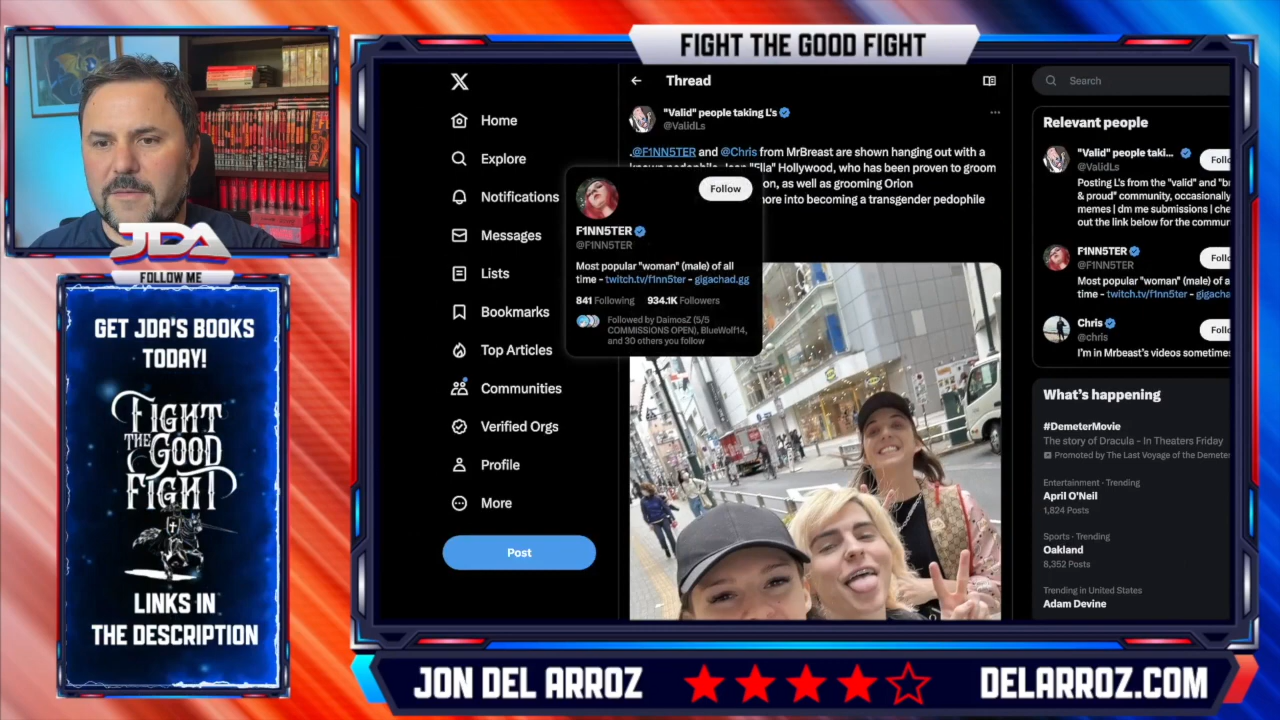 FIGHT THE GOOD FIGHT
JDA
FOLLOW ME
GET JDA'S BOOKS
TODAY!
FIGHT
THE
GOOD
FIGHT
LINKS IN
THE DESCRIPTION
Home
Explore
Notifications
Messages
Lists
Bookmarks
Top Articles
Communities
Verified Orgs
Profile
More
Post
Thread
"Valid" people taking L's
@ValidLs
.@F1NN5TER and @Chris from MrBeast are shown hanging out with a
"Ella" Hollywood, who has been proven to groom
on, as well as grooming Orion
ore into becoming a transgender pedophile
Follow
F1NN5TER
@F1NN5TER
Most popular "woman" (male) of all
time - twitch.tv/f1nn5ter - gigachad.gg
841 Following 934.1K Followers
Followed by DaimosZ (5/5
COMMISSIONS OPEN), BlueWolf14,
and 30 others you follow
Search
Relevant people
"Valid" people taki...
@ValidLs
Follo
Posting L's from the "valid" and "b
& proud" community, occasionally
memes | dm me submissions | che
out the link below for the commun
F1NN5TER
@F1NN5TER
Follo
Most popular "woman" (male) of a
time - twitch.tv/f1nn5ter - gigacha
Chris
@chris
Follo
I'm in Mrbeast's videos sometime
What's happening
#DemeterMovie
The story of Dracula - In Theaters Friday
Promoted by The Last Voyage of the Demeter
Entertainment · Trending
April O'Neil
1,824 Posts
Sports · Trending
Oakland
8,352 Posts
Trending in United States
Adam Devine
JON DEL ARROZ
DELARROZ.COM